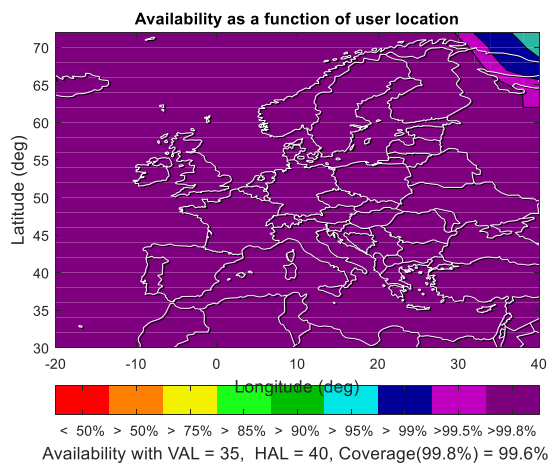 Availability as a function of user location
Latitude (deg)
70
65
60
55
50
45
40
35
30
-20 -10 0 10 20 30 40
Longitude (deg)
< 50% > 50% > 75% > 85% > 90% > 95% > 99% >99.5% >99.8%
Availability with VAL = 35, HAL = 40, Coverage(99.8%) = 99.6%